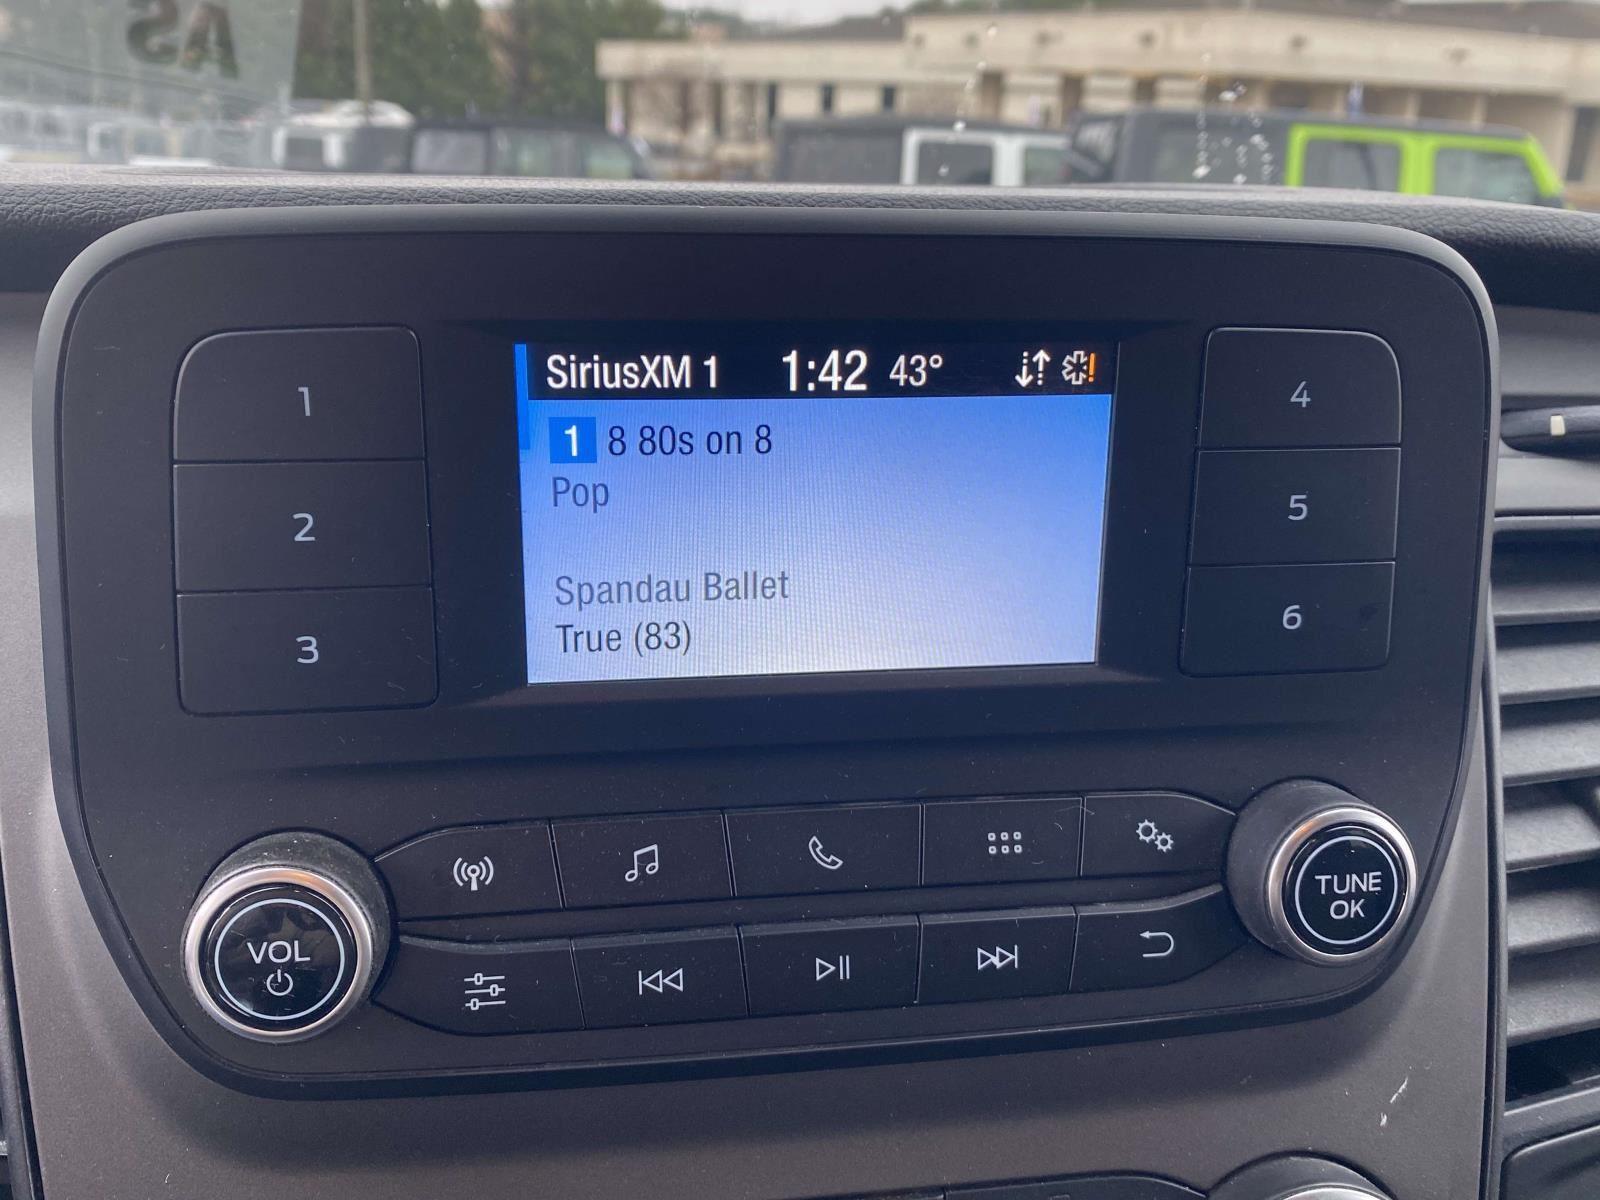 AS
SiriusXM 1 1:42 43°
1 8 80s on 8
Pop
Spandau Ballet
True (83)
1
2
3
4
5
6
VOL
TUNE
OK